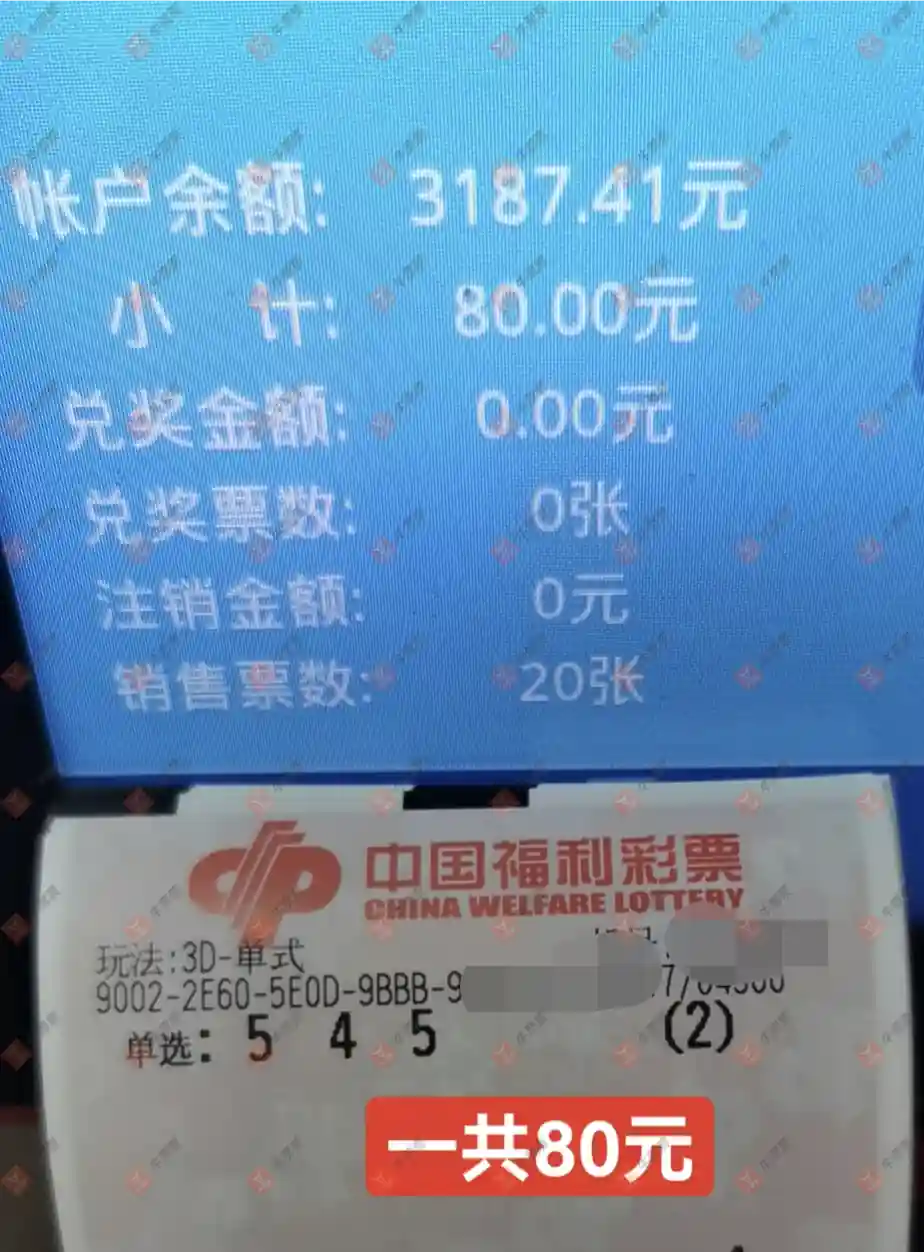 帐户余额: 3187.41元
小 计: 80.00元
兑奖金额: 0.00元
兑奖票数: 0张
注销金额: 0元
销售票数: 20张
中国福利彩票
CHINA WELFARE LOTTERY
玩法:3D-单式
9002-2E60-5E0D-9BBB-9
单选: 5 4 5 (2)
一共80元